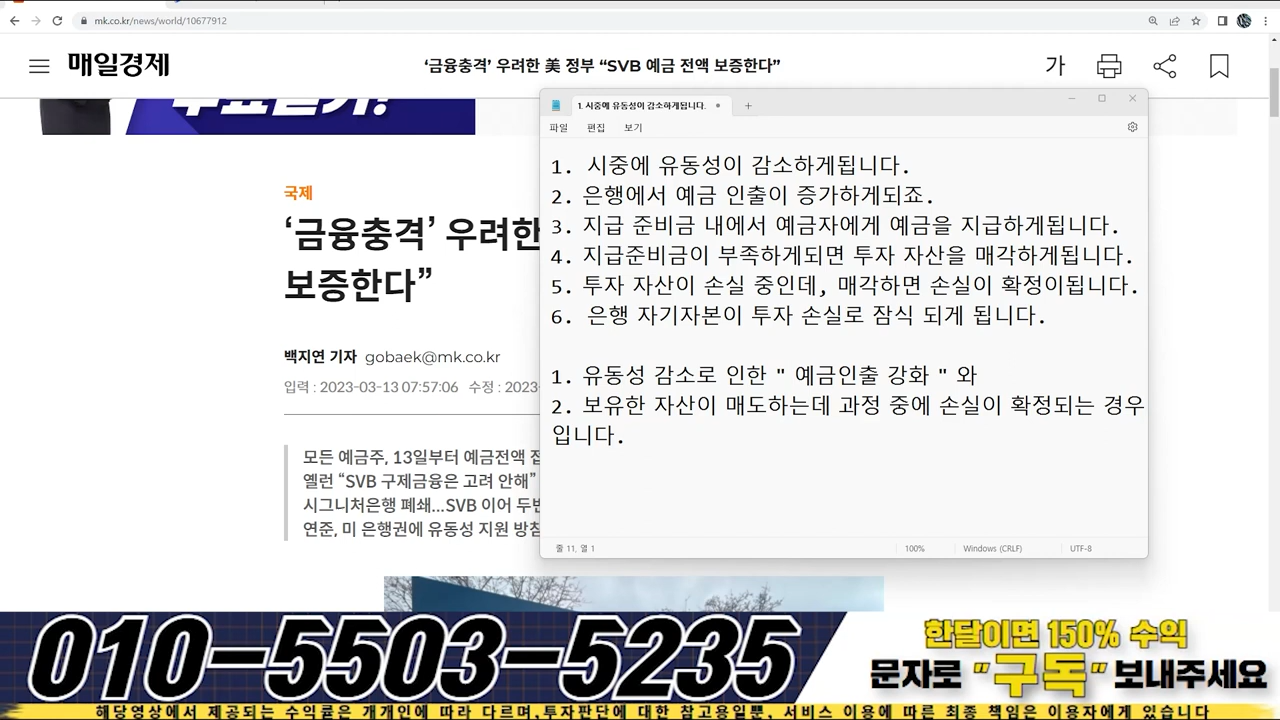 mk.co.kr/news/world/10677912
매일경제
‘금융충격’ 우려한 美 정부 “SVB 예금 전액 보증한다”
가
국제
‘금융충격’ 우려한
보증한다”
백지연 기자 gobaek@mk.co.kr
입력 : 2023-03-13 07:57:06 수정 : 2023-
모든 예금주, 13일부터 예금전액
옐런 “SVB 구제금융은 고려 안해”
시그니처은행 폐쇄...SVB 이어
연준, 미 은행권에 유동성 지원
1. 시중에 유동성이 감소하게됩니다.
파일 편집 보기
1. 시중에 유동성이 감소하게됩니다.
2. 은행에서 예금 인출이 증가하게되죠.
3. 지급 준비금 내에서 예금자에게 예금을 지급하게됩니다.
4. 지급준비금이 부족하게되면 투자 자산을 매각하게됩니다.
5. 투자 자산이 손실 중인데, 매각하면 손실이 확정이됩니다.
6. 은행 자기자본이 투자 손실로 잠식 되게 됩니다.
1. 유동성 감소로 인한 " 예금인출 강화 " 와
2. 보유한 자산이 매도하는데 과정 중에 손실이 확정되는 경우
입니다.
줄 11, 열 1 100% Windows (CRLF) UTF-8
010-5503-5235
한달이면 150% 수익
문자로 "구독" 보내주세요
해당영상에서 제공되는 수익률은 개개인에 따라 다르며,투자판단에 대한 참고용일뿐, 서비스 이용에 따른 최종 책임은 이용자에게 있습니다